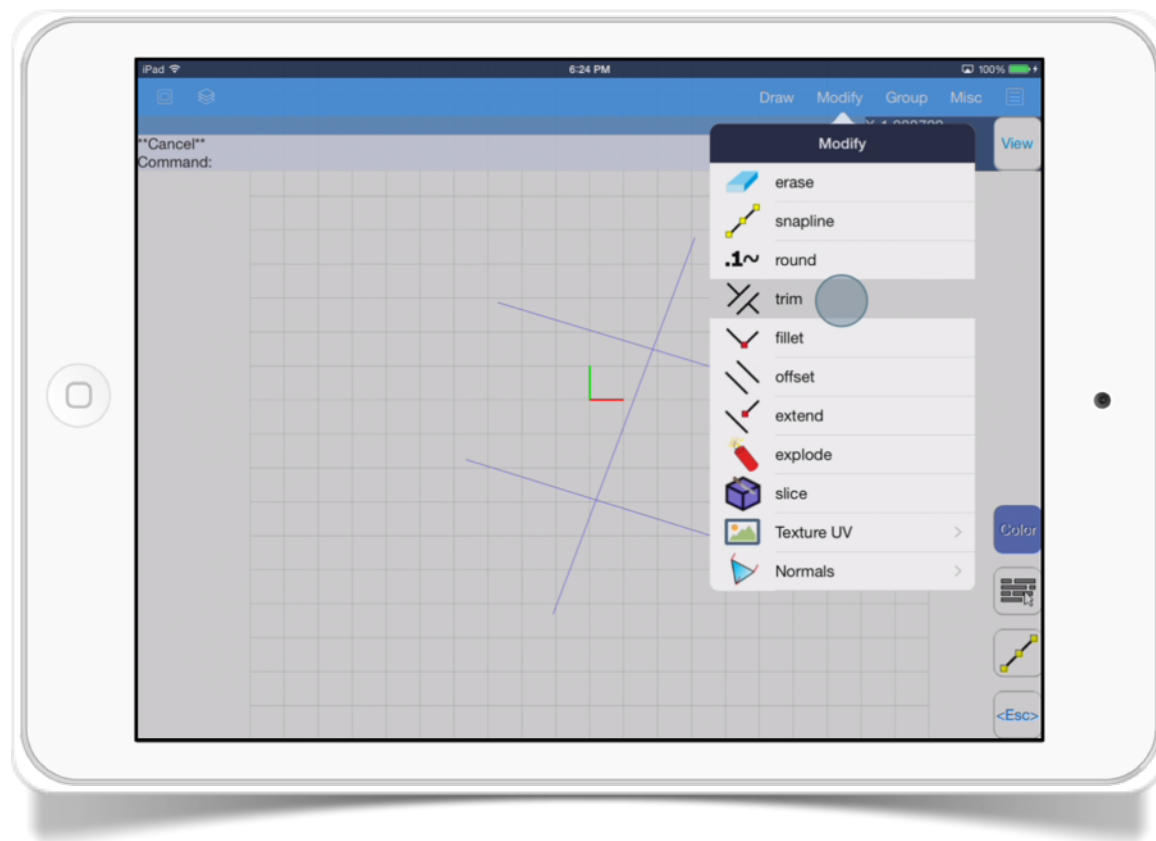 iPad 6:24 PM 100%
Draw Modify Group Misc
**Cancel**
Command:
Modify
View
erase
snapline
.1~ round
trim
fillet
offset
extend
explode
slice
Texture UV
Color
Normals
<Esc>